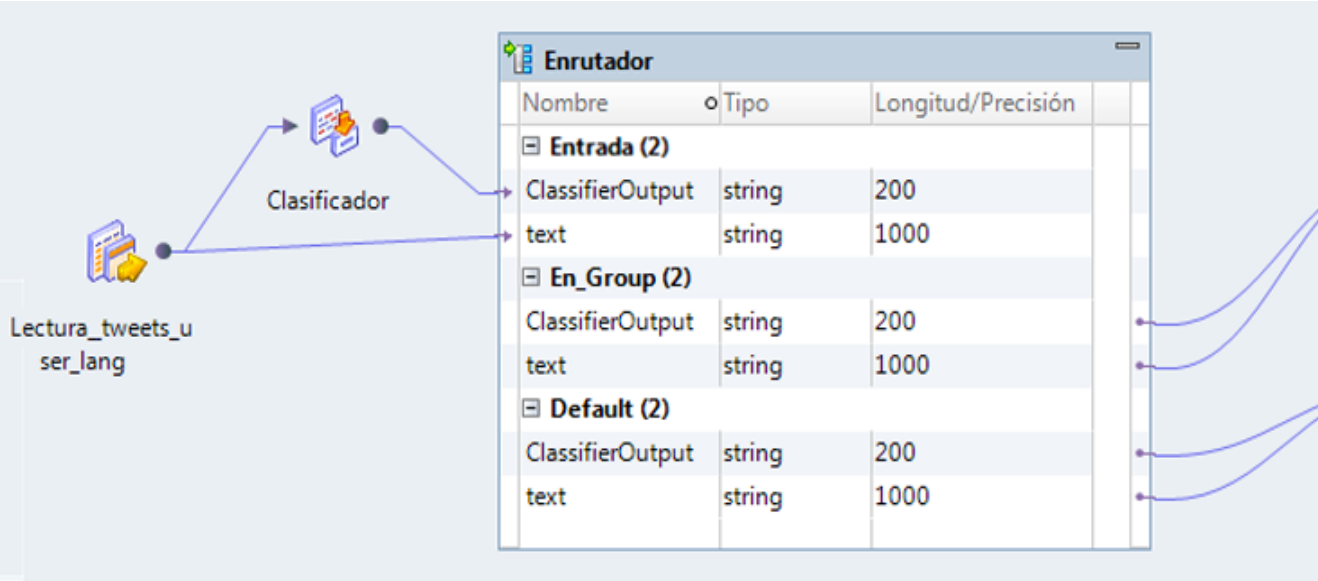 Enrutador
Nombre Tipo Longitud/Precisión
Entrada (2)
ClassifierOutput string 200
text string 1000
En_Group (2)
ClassifierOutput string 200
text string 1000
Default (2)
ClassifierOutput string 200
text string 1000
Clasificador
Lectura_tweets_u
ser_lang